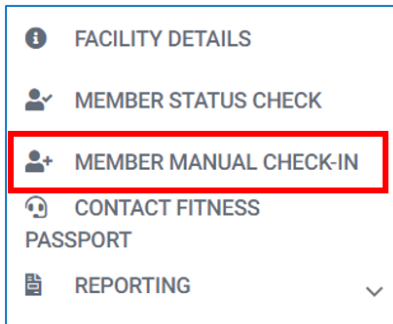 FACILITY DETAILS
MEMBER STATUS CHECK
MEMBER MANUAL CHECK-IN
CONTACT FITNESS
PASSPORT
REPORTING